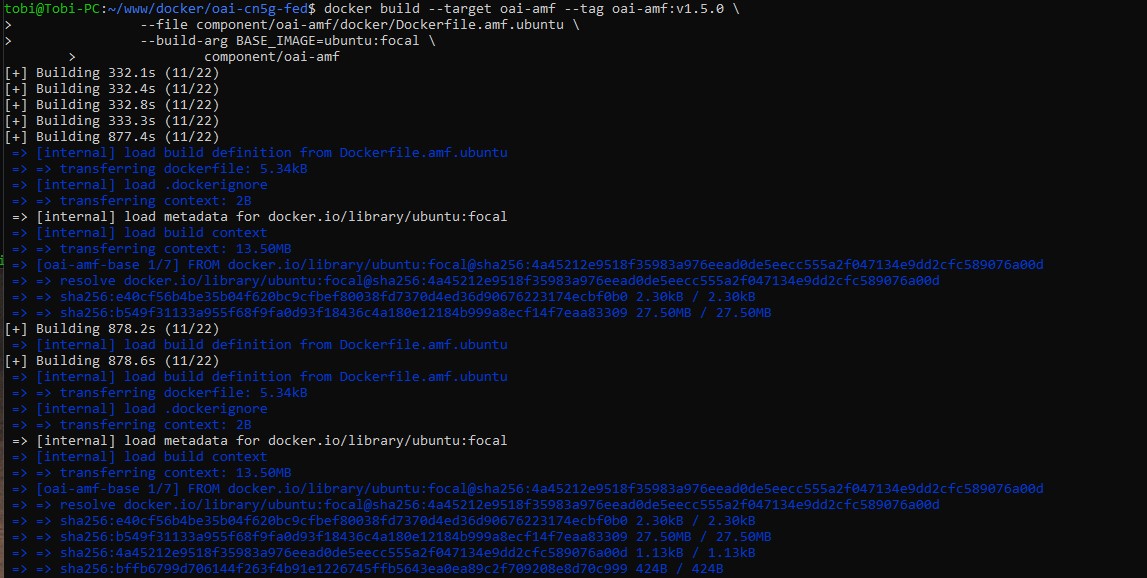 tobi@Tobi-PC:~/www/docker/oai-cn5g-fed$ docker build --target oai-amf --tag oai-amf:v1.5.0 \
> --file component/oai-amf/docker/Dockerfile.amf.ubuntu \
> --build-arg BASE_IMAGE=ubuntu:focal \
> component/oai-amf
[+] Building 332.1s (11/22)
[+] Building 332.4s (11/22)
[+] Building 332.8s (11/22)
[+] Building 333.3s (11/22)
[+] Building 877.4s (11/22)
=> [internal] load build definition from Dockerfile.amf.ubuntu
=> => transferring dockerfile: 5.34kB
=> [internal] load .dockerignore
=> => transferring context: 2B
=> [internal] load metadata for docker.io/library/ubuntu:focal
=> [internal] load build context
=> => transferring context: 13.50MB
=> [oai-amf-base 1/7] FROM docker.io/library/ubuntu:focal@sha256:4a45212e9518f35983a976eead0de5eecc555a2f047134e9dd2cfc589076a00d
=> => resolve docker.io/library/ubuntu:focal@sha256:4a45212e9518f35983a976eead0de5eecc555a2f047134e9dd2cfc589076a00d
=> => sha256:e40cf56b4be35b04f620bc9cfbef80038fd7370d4ed36d90676223174ecbf0b0 2.30kB / 2.30kB
=> => sha256:b549f31133a955f68f9fa0d93f18436c4a180e12184b999a8ecf14f7eaa83309 27.50MB / 27.50MB
[+] Building 878.2s (11/22)
=> [internal] load build definition from Dockerfile.amf.ubuntu
[+] Building 878.6s (11/22)
=> [internal] load build definition from Dockerfile.amf.ubuntu
=> => transferring dockerfile: 5.34kB
=> [internal] load .dockerignore
=> => transferring context: 2B
=> [internal] load metadata for docker.io/library/ubuntu:focal
=> [internal] load build context
=> => transferring context: 13.50MB
=> [oai-amf-base 1/7] FROM docker.io/library/ubuntu:focal@sha256:4a45212e9518f35983a976eead0de5eecc555a2f047134e9dd2cfc589076a00d
=> => resolve docker.io/library/ubuntu:focal@sha256:4a45212e9518f35983a976eead0de5eecc555a2f047134e9dd2cfc589076a00d
=> => sha256:e40cf56b4be35b04f620bc9cfbef80038fd7370d4ed36d90676223174ecbf0b0 2.30kB / 2.30kB
=> => sha256:b549f31133a955f68f9fa0d93f18436c4a180e12184b999a8ecf14f7eaa83309 27.50MB / 27.50MB
=> => sha256:4a45212e9518f35983a976eead0de5eecc555a2f047134e9dd2cfc589076a00d 1.13kB / 1.13kB
=> => sha256:bffb6799d706144f263f4b91e1226745ffb5643ea0ea89c2f709208e8d70c999 424B / 424B